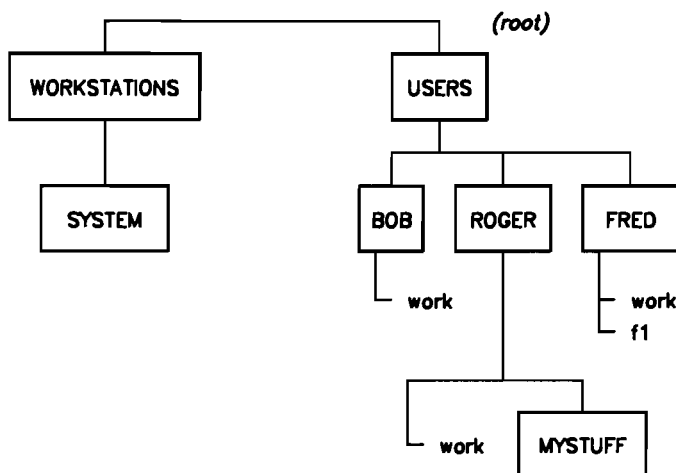 (root)
WORKSTATIONS
USERS
SYSTEM
BOB
ROGER
FRED
work
work
f1
work
MYSTUFF